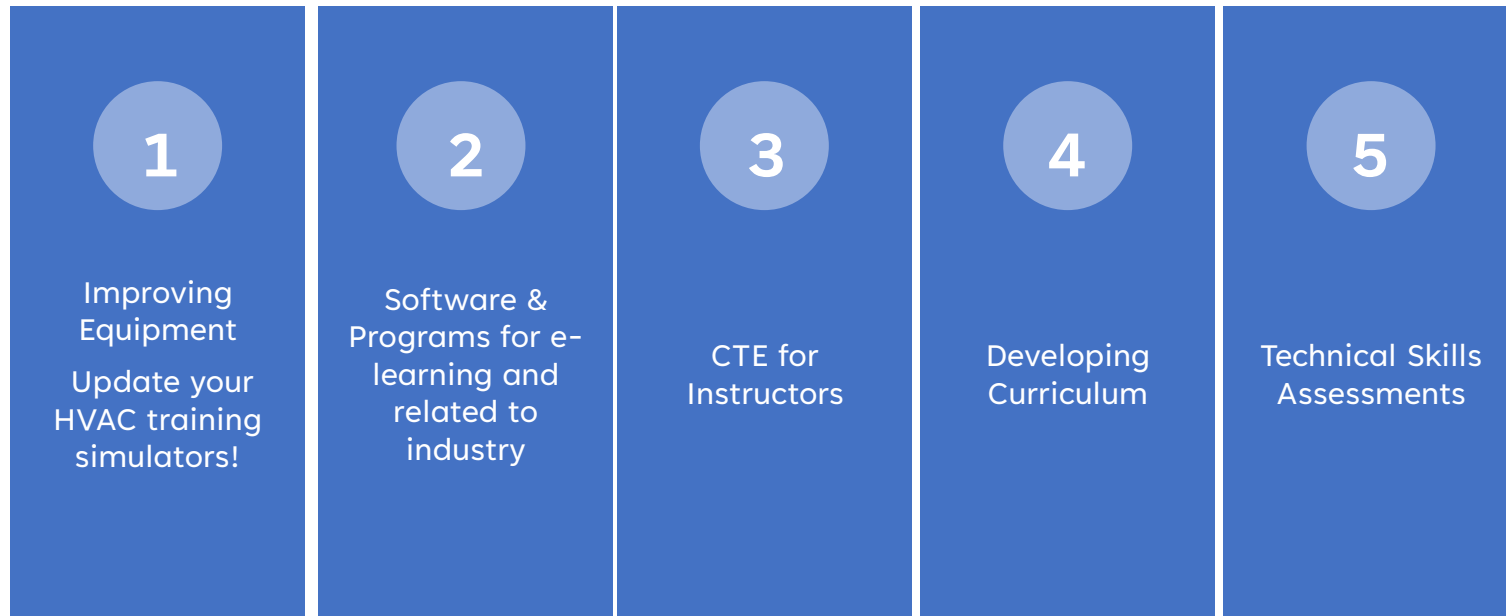 1
Improving
Equipment
Update your
HVAC training
simulators!
2
Software &
Programs for e-
learning and
related to
industry
3
CTE for
Instructors
4
Developing
Curriculum
5
Technical Skills
Assessments